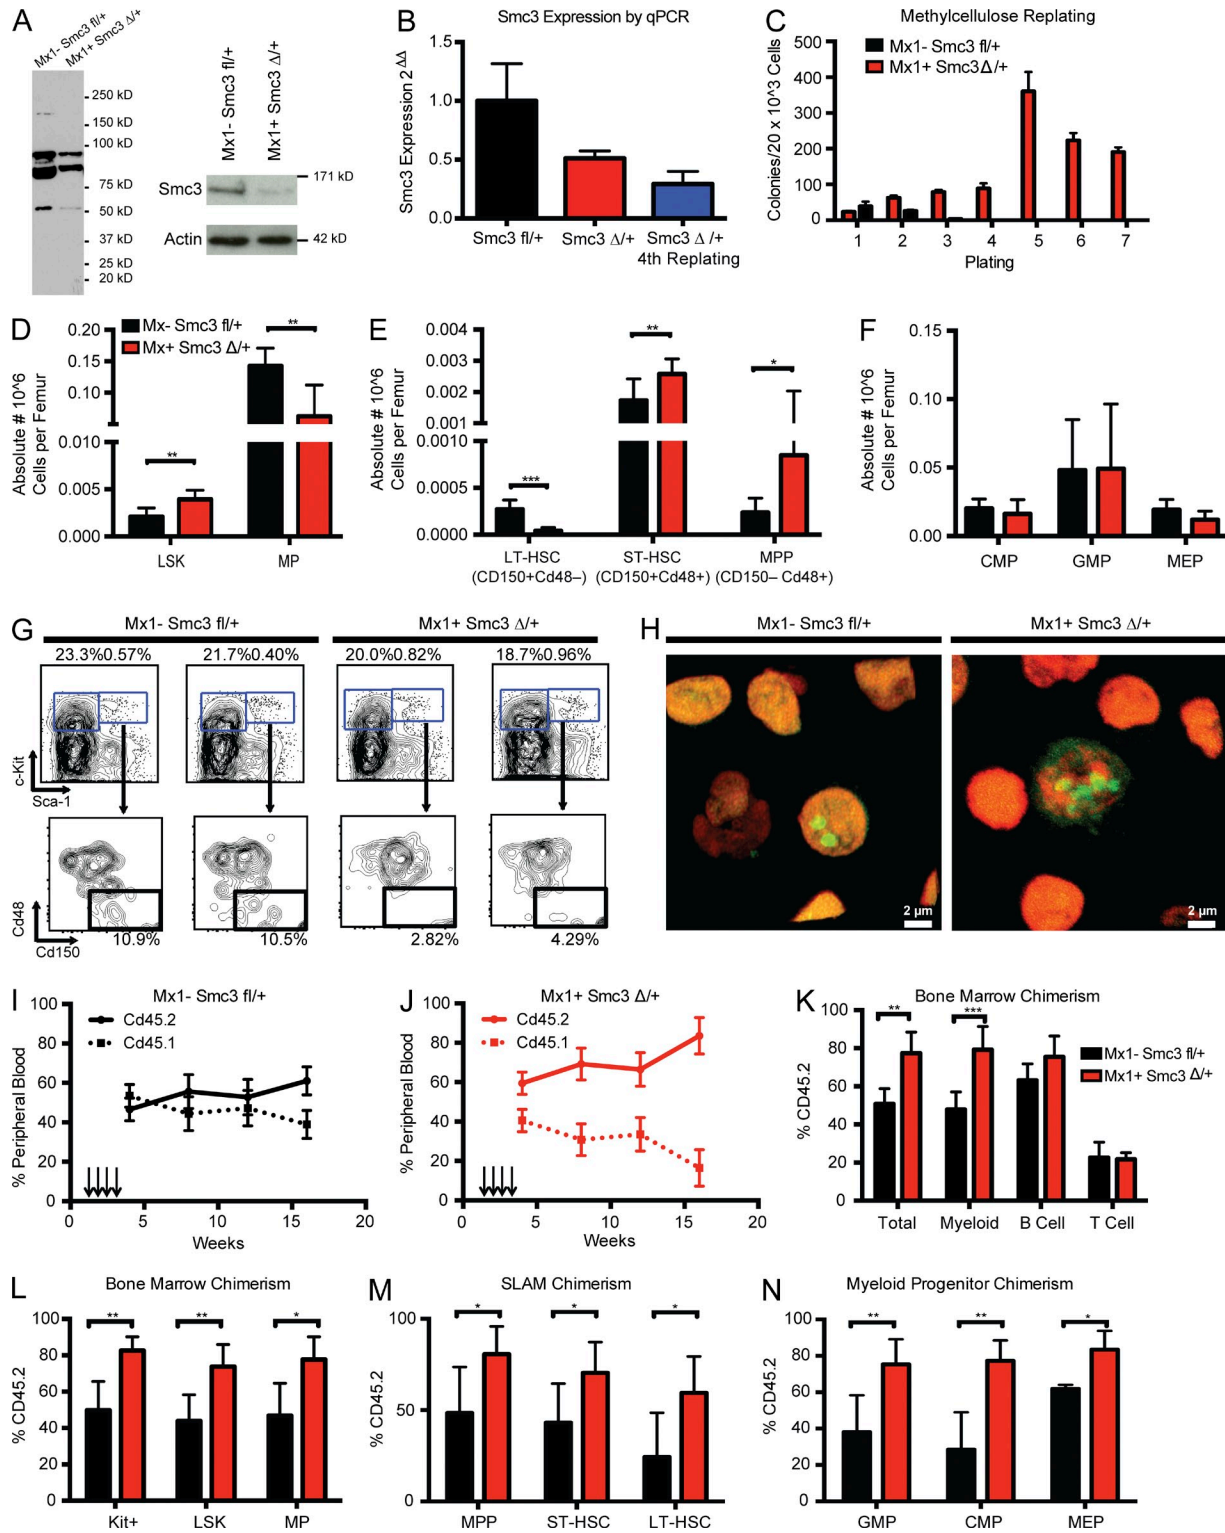 A
Mx1- Smc3 fl/+
Mx1+ Smc3 Δ/+
250 kD
150 kD
100 kD
75 kD
50 kD
37 kD
25 kD
20 kD
Mx1- Smc3 fl/+
Mx1+ Smc3 Δ/+
Smc3
171 kD
Actin
42 kD
B
Smc3 Expression by qPCR
Smc3 Expression 2^ΔΔ
1.5
1.0
0.5
0.0
Smc3 fl/+
Smc3 Δ/+
Smc3 Δ /+
4th Replating
C
Methylcellulose Replating
Mx1- Smc3 fl/+
Mx1+ Smc3Δ/+
Colonies/20 x 10^3 Cells
500
400
300
200
100
0
1 2 3 4 5 6 7
Plating
D
Mx- Smc3 fl/+
Mx+ Smc3 Δ/+
Absolute # 10^6
Cells per Femur
0.20
0.15
0.10
0.010
0.005
0.000
**
**
LSK MP
E
Absolute # 10^6
Cells per Femur
0.004
0.003
0.002
0.001
0.0010
0.0005
0.0000
***
**
*
LT-HSC ST-HSC MPP
(CD150+Cd48–) (CD150+Cd48+) (CD150– Cd48+)
F
Absolute # 10^6
Cells per Femur
0.15
0.10
0.05
0.00
CMP GMP MEP
G
Mx1- Smc3 fl/+
Mx1+ Smc3 Δ/+
23.3%0.57%
21.7%0.40%
20.0%0.82%
18.7%0.96%
c-Kit
Sca-1
Cd48
Cd150
10.9%
10.5%
2.82%
4.29%
H
Mx1- Smc3 fl/+
Mx1+ Smc3 Δ/+
2 μm
2 μm
I
Mx1- Smc3 fl/+
Cd45.2
Cd45.1
% Peripheral Blood
100
80
60
40
20
0
0 5 10 15 20
Weeks
J
Mx1+ Smc3 Δ/+
Cd45.2
Cd45.1
% Peripheral Blood
100
80
60
40
20
0
0 5 10 15 20
Weeks
K
Bone Marrow Chimerism
Mx1- Smc3 fl/+
Mx1+ Smc3 Δ/+
% CD45.2
100
80
60
40
20
0
**
***
Total Myeloid B Cell T Cell
L
Bone Marrow Chimerism
% CD45.2
100
80
60
40
20
0
**
**
*
Kit+ LSK MP
M
SLAM Chimerism
% CD45.2
100
50
0
*
*
*
MPP ST-HSC LT-HSC
N
Myeloid Progenitor Chimerism
% CD45.2
100
80
60
40
20
0
**
**
*
GMP CMP MEP